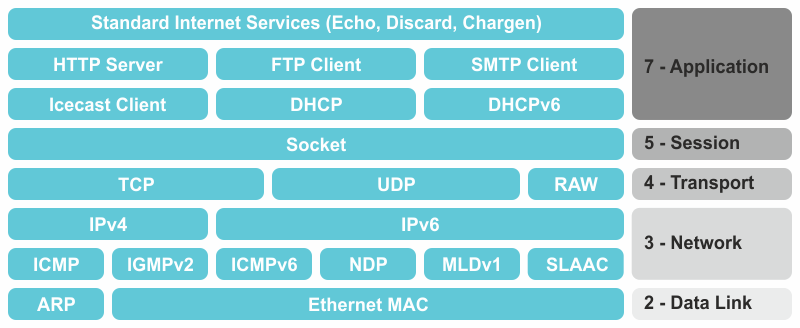 Standard Internet Services (Echo, Discard, Chargen)
HTTP Server
FTP Client
SMTP Client
7 - Application
Icecast Client
DHCP
DHCPv6
Socket
5 - Session
TCP
UDP
RAW
4 - Transport
IPv4
IPv6
3 - Network
ICMP
IGMPv2
ICMPv6
NDP
MLDv1
SLAAC
ARP
Ethernet MAC
2 - Data Link